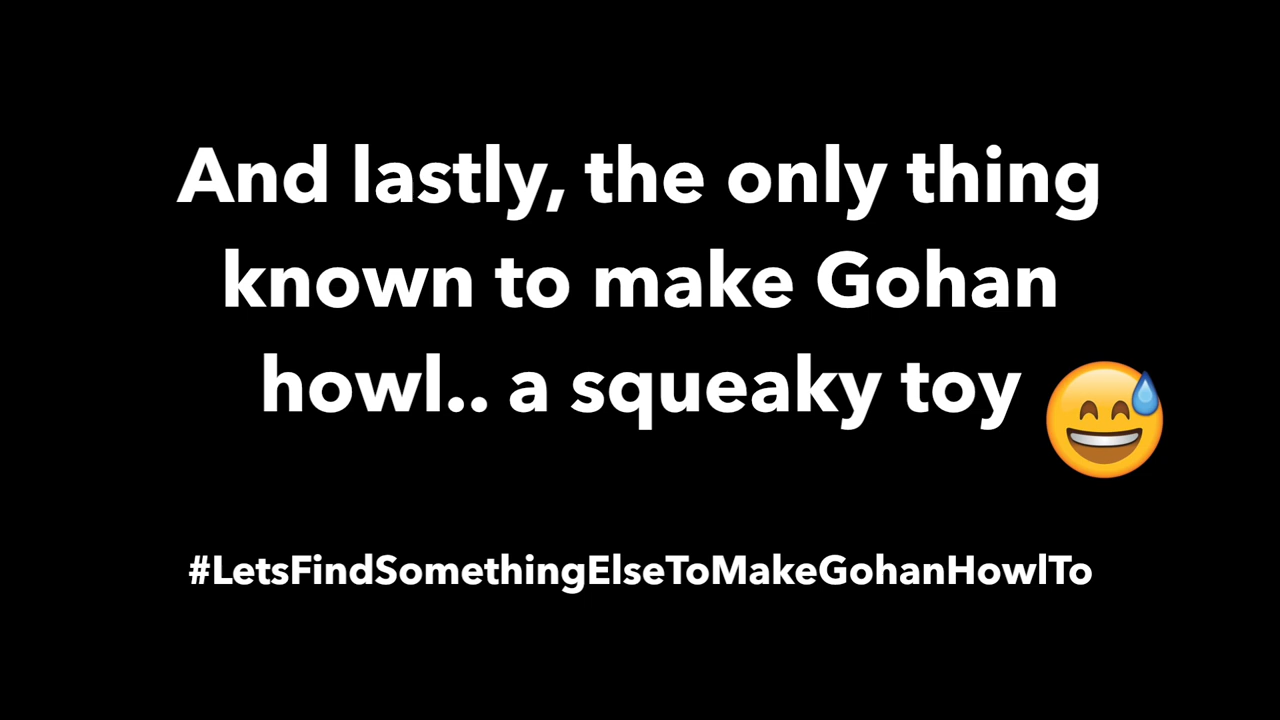 And lastly, the only thing
known to make Gohan
howl.. a squeaky toy 😅
#LetsFindSomethingElseToMakeGohanHowlTo